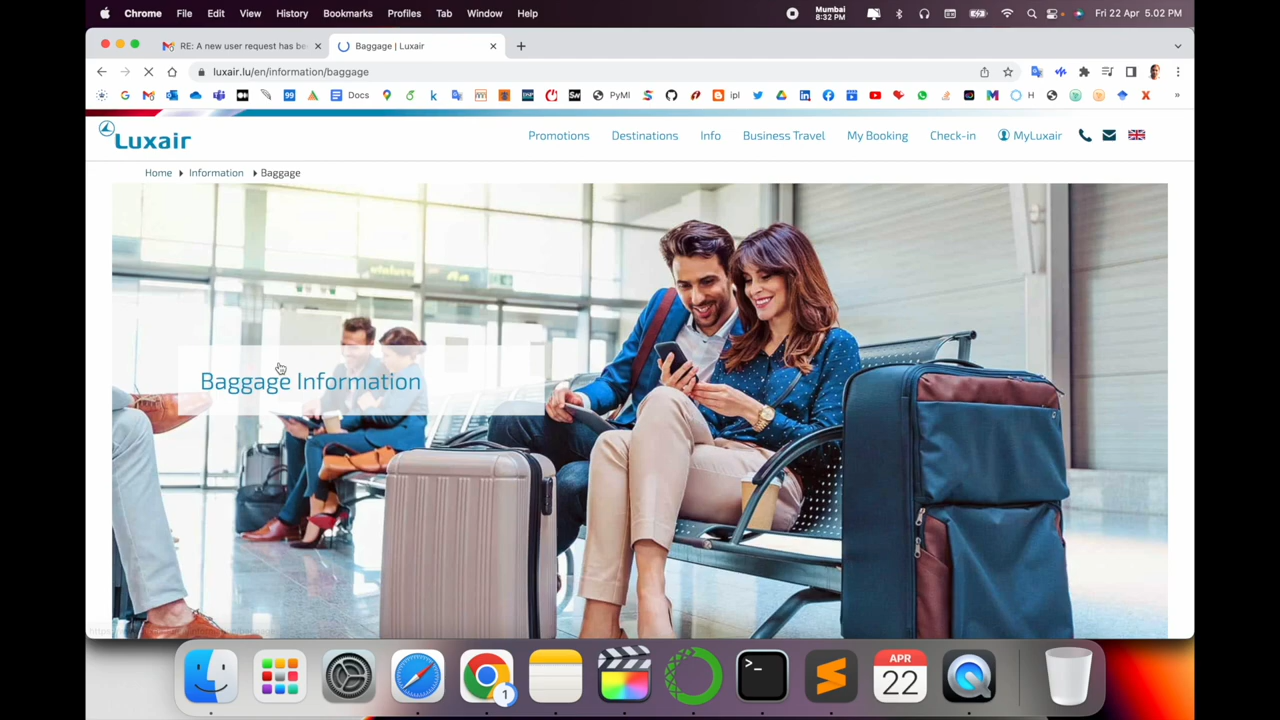 Chrome File Edit View History Bookmarks Profiles Tab Window Help Mumbai 8:32 PM Fri 22 Apr 5.02 PM
RE: A new user request has be Baggage | Luxair
luxair.lu/en/information/baggage
99 Docs PyMI ipl H
Luxair Promotions Destinations Info Business Travel My Booking Check-in MyLuxair
Home Information Baggage
Baggage Information
1
APR
22